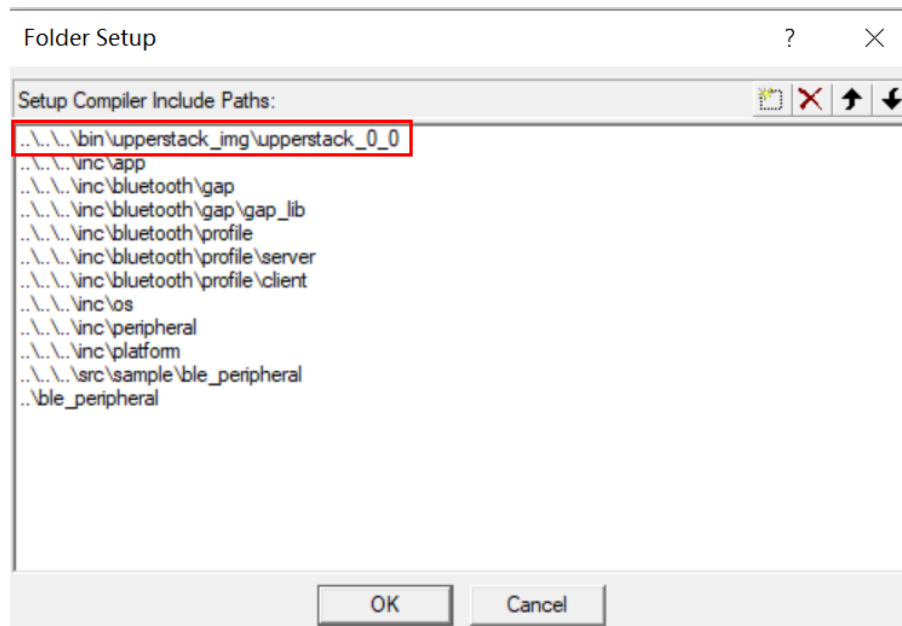 Folder Setup
?
Setup Compiler Include Paths:
..\..\..\bin\upperstack_img\upperstack_0_0
..\..\..\inc\app
..\..\..\inc\bluetooth\gap
..\..\..\inc\bluetooth\gap\gap_lib
..\..\..\inc\bluetooth\profile
..\..\..\inc\bluetooth\profile\server
..\..\..\inc\bluetooth\profile\client
..\..\..\inc\os
..\..\..\inc\peripheral
..\..\..\inc\platform
..\..\..\src\sample\ble_peripheral
..\ble_peripheral
OK
Cancel